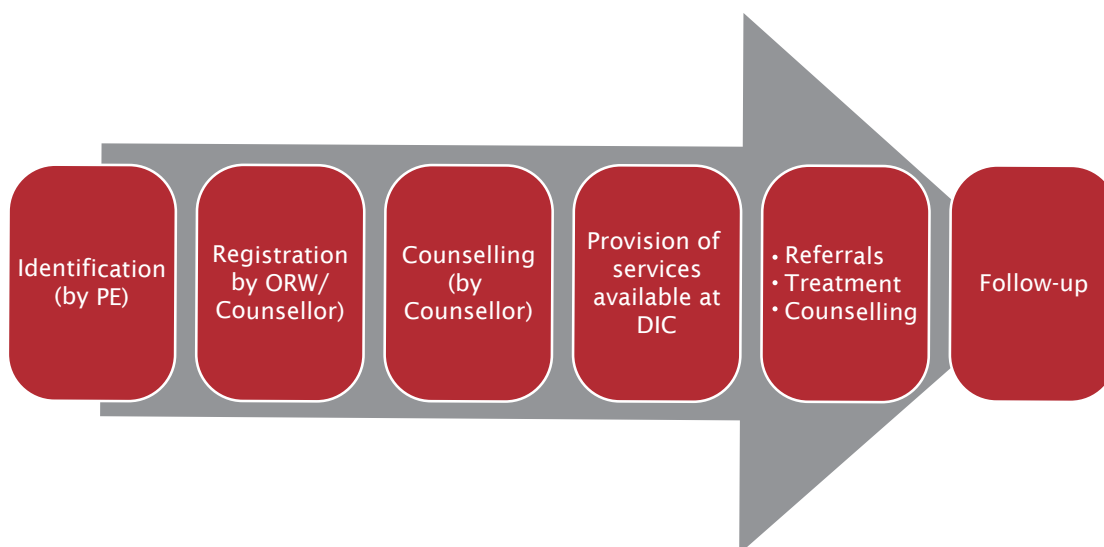 Identification
(by PE)
Registration
by ORW/
Counsellor)
Counselling
(by
Counsellor)
Provision of
services
available at
DIC
• Referrals
• Treatment
• Counselling
Follow-up